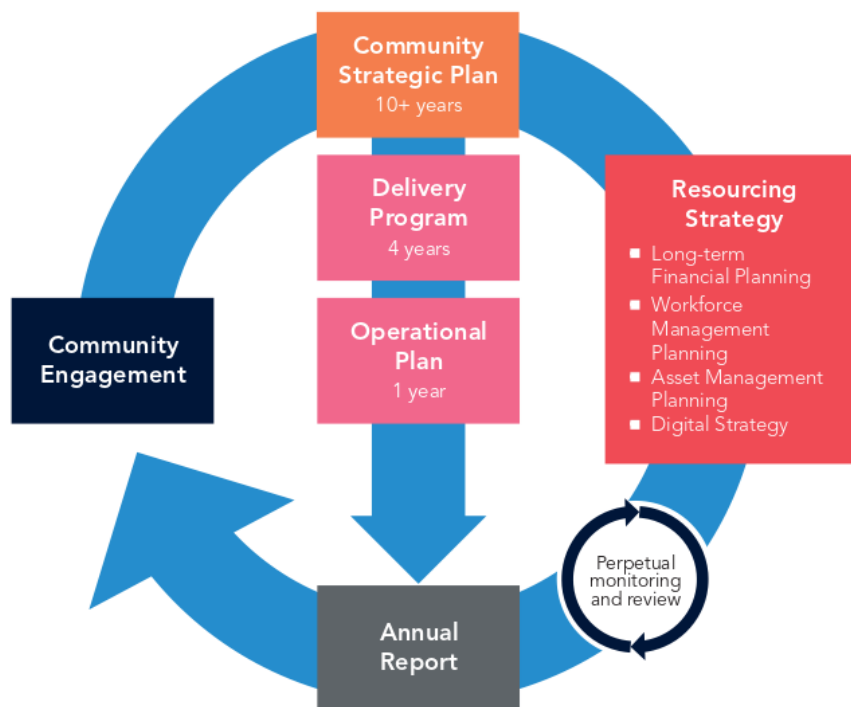 Community
Strategic Plan
10+ years
Delivery
Program
4 years
Operational
Plan
1 year
Resourcing
Strategy
Long-term
Financial Planning
Workforce
Management
Planning
Asset Management
Planning
Digital Strategy
Community
Engagement
Perpetual
monitoring
and review
Annual
Report